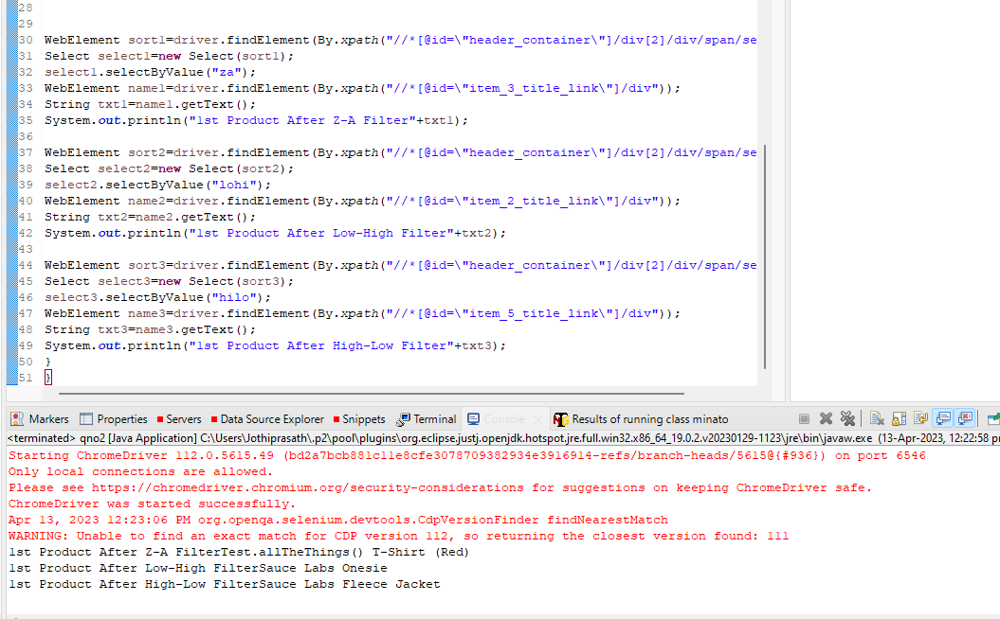 28
29
30 WebElement sort1=driver.findElement(By.xpath("//*[@id=\"header_container\"]/div[2]/div/span/se
31 Select select1=new Select(sort1);
32 select1.selectByValue("za");
33 WebElement name1=driver.findElement(By.xpath("//*[@id=\"item_3_title_link\"]/div"));
34 String txt1=name1.getText();
35 System.out.println("1st Product After Z-A Filter"+txt1);
36
37 WebElement sort2=driver.findElement(By.xpath("//*[@id=\"header_container\"]/div[2]/div/span/se
38 Select select2=new Select(sort2);
39 select2.selectByValue("lohi");
40 WebElement name2=driver.findElement(By.xpath("//*[@id=\"item_2_title_link\"]/div"));
41 String txt2=name2.getText();
42 System.out.println("1st Product After Low-High Filter"+txt2);
43
44 WebElement sort3=driver.findElement(By.xpath("//*[@id=\"header_container\"]/div[2]/div/span/se
45 Select select3=new Select(sort3);
46 select3.selectByValue("hilo");
47 WebElement name3=driver.findElement(By.xpath("//*[@id=\"item_5_title_link\"]/div"));
48 String txt3=name3.getText();
49 System.out.println("1st Product After High-Low Filter"+txt3);
50 }
51 }
Markers Properties Servers Data Source Explorer Snippets Terminal Console Results of running class minato
<terminated> qno2 [Java Application] C:\Users\Jothiprasath\.p2\pool\plugins\org.eclipse.justj.openjdk.hotspot.jre.full.win32.x86_64_19.0.2.v20230129-1123\jre\bin\javaw.exe (13-Apr-2023, 12:22:58 p
Starting ChromeDriver 112.0.5615.49 (bd2a7bcb881c11e8cfe3078709382934e3916914-refs/branch-heads/5615@{#936}) on port 6546
Only local connections are allowed.
Please see https://chromedriver.chromium.org/security-considerations for suggestions on keeping ChromeDriver safe.
ChromeDriver was started successfully.
Apr 13, 2023 12:23:06 PM org.openqa.selenium.devtools.CdpVersionFinder findNearestMatch
WARNING: Unable to find an exact match for CDP version 112, so returning the closest version found: 111
1st Product After Z-A FilterTest.allTheThings() T-Shirt (Red)
1st Product After Low-High FilterSauce Labs Onesie
1st Product After High-Low FilterSauce Labs Fleece Jacket